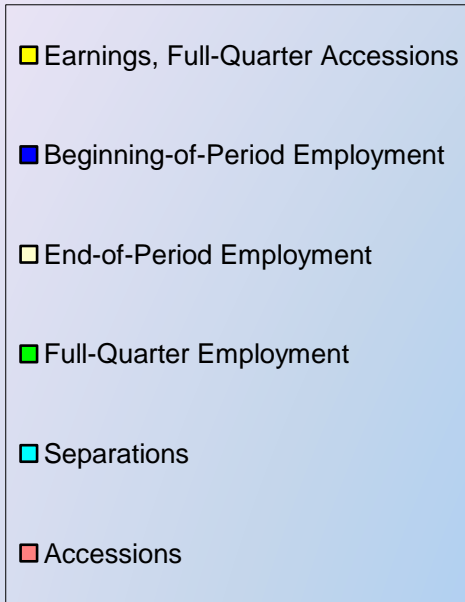 Earnings, Full-Quarter Accessions
Beginning-of-Period Employment
End-of-Period Employment
Full-Quarter Employment
Separations
Accessions